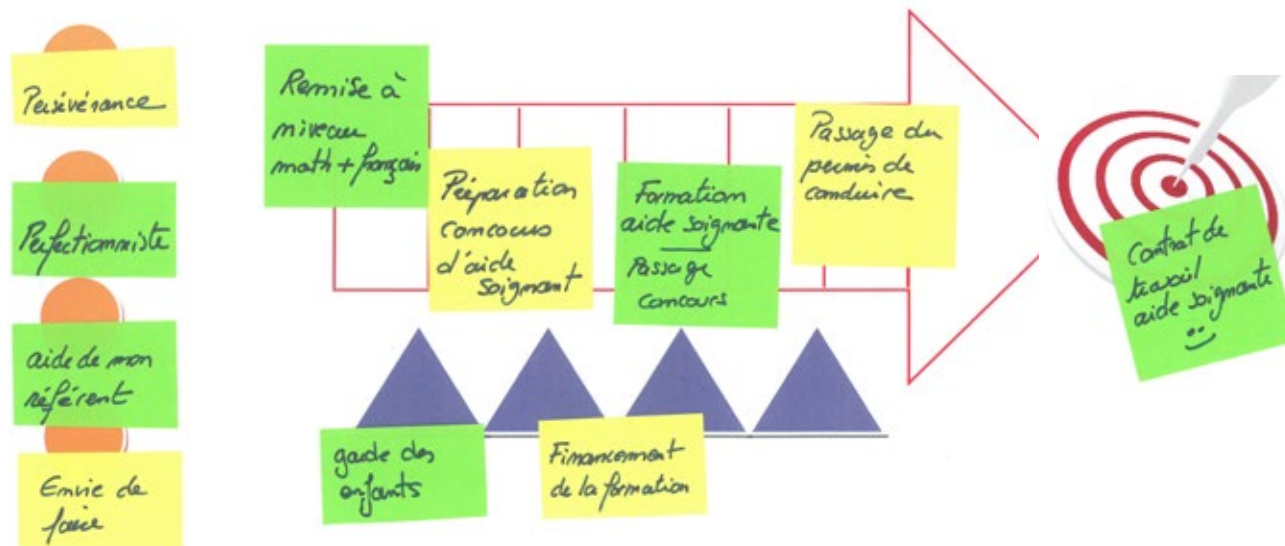 Persévérance
Perfectionniste
aide de mon
référent
Envie de
faire
Remise à
niveau
math + français
Préparation
concours
d'aide
soignant
Formation
aide soignante
Passage
concours
Passage du
permis de
conduire
garde des
enfants
Financement
de la formation
Contrat de
travail
aide soignante